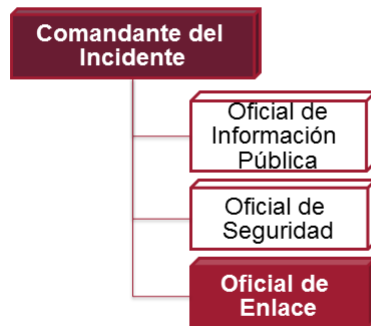 Comandante del
Incidente
Oficial de
Información
Pública
Oficial de
Seguridad
Oficial de
Enlace